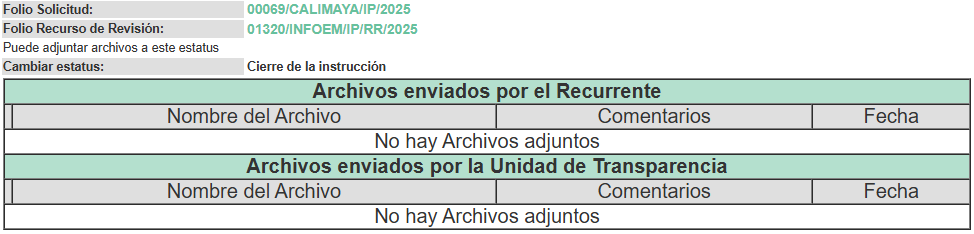 Folio Solicitud: 00069/CALIMAYA/IP/2025
Folio Recurso de Revisión: 01320/INFOEM/IP/RR/2025
Puede adjuntar archivos a este estatus
Cambiar estatus: Cierre de la instrucción
Archivos enviados por el Recurrente
Nombre del Archivo Comentarios Fecha
No hay Archivos adjuntos
Archivos enviados por la Unidad de Transparencia
Nombre del Archivo Comentarios Fecha
No hay Archivos adjuntos